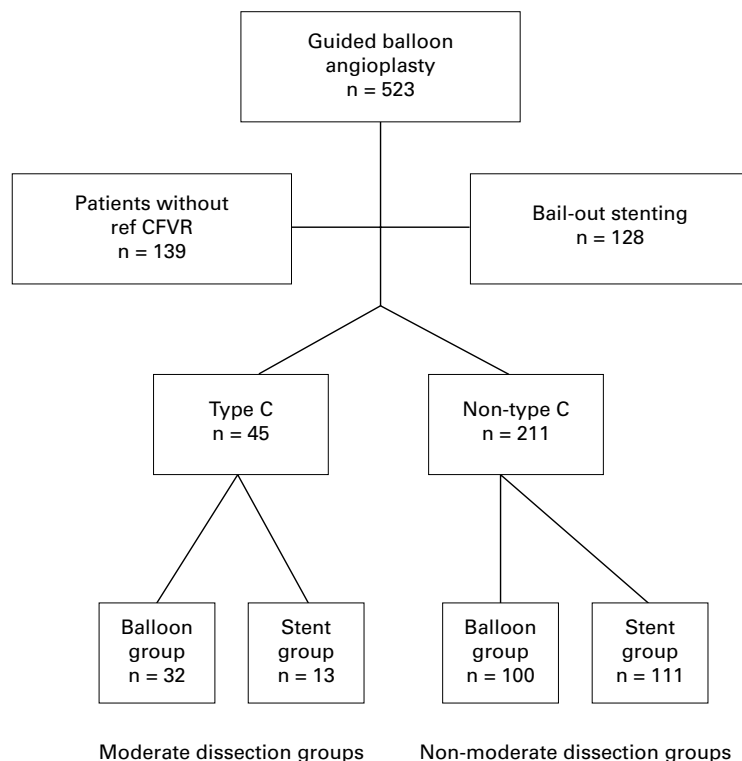 Guided balloon
angioplasty
n = 523
Patients without
ref CFVR
n = 139
Bail-out stenting
n = 128
Type C
n = 45
Non-type C
n = 211
Balloon
group
n = 32
Stent
group
n = 13
Balloon
group
n = 100
Stent
group
n = 111
Moderate dissection groups
Non-moderate dissection groups